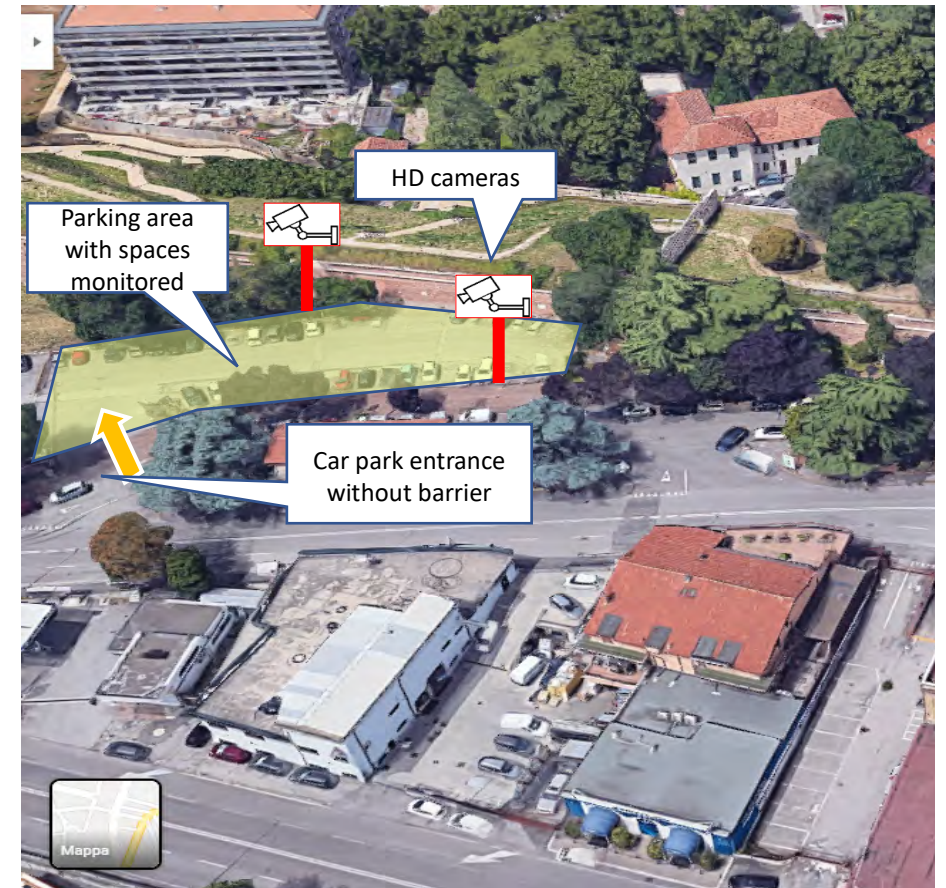 HD cameras
Parking area
with spaces
monitored
Car park entrance
without barrier
Mappa